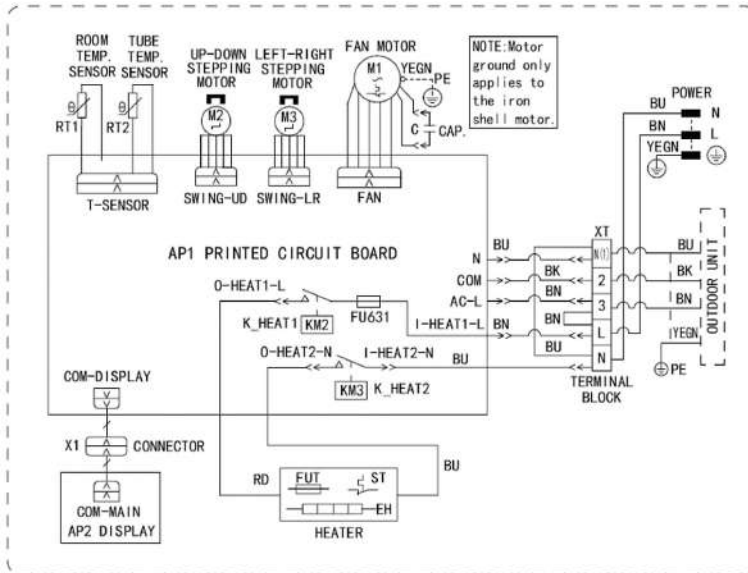 ROOM TEMP. SENSOR
TUBE TEMP. SENSOR
UP-DOWN STEPPING MOTOR
LEFT-RIGHT STEPPING MOTOR
FAN MOTOR
NOTE:Motor
ground only
applies to
the iron
shell motor.
POWER
θ
RT1
θ
RT2
M2
M3
M1
YEGN
PE
C
CAP.
BU
N
BN
L
YEGN
T-SENSOR
SWING-UD
SWING-LR
FAN
AP1 PRINTED CIRCUIT BOARD
XT
N
BU
N(1)
BU
COM
BK
2
BK
AC-L
BN
3
BN
OUTDOOR UNIT
O-HEAT1-L
K_HEAT1
KM2
FU631
I-HEAT1-L
BN
BN
L
YEGN
O-HEAT2-N
I-HEAT2-N
BU
BU
N
PE
KM3
K_HEAT2
TERMINAL
BLOCK
COM-DISPLAY
X1
CONNECTOR
COM-MAIN
AP2 DISPLAY
RD
BU
FUT
ST
EH
HEATER